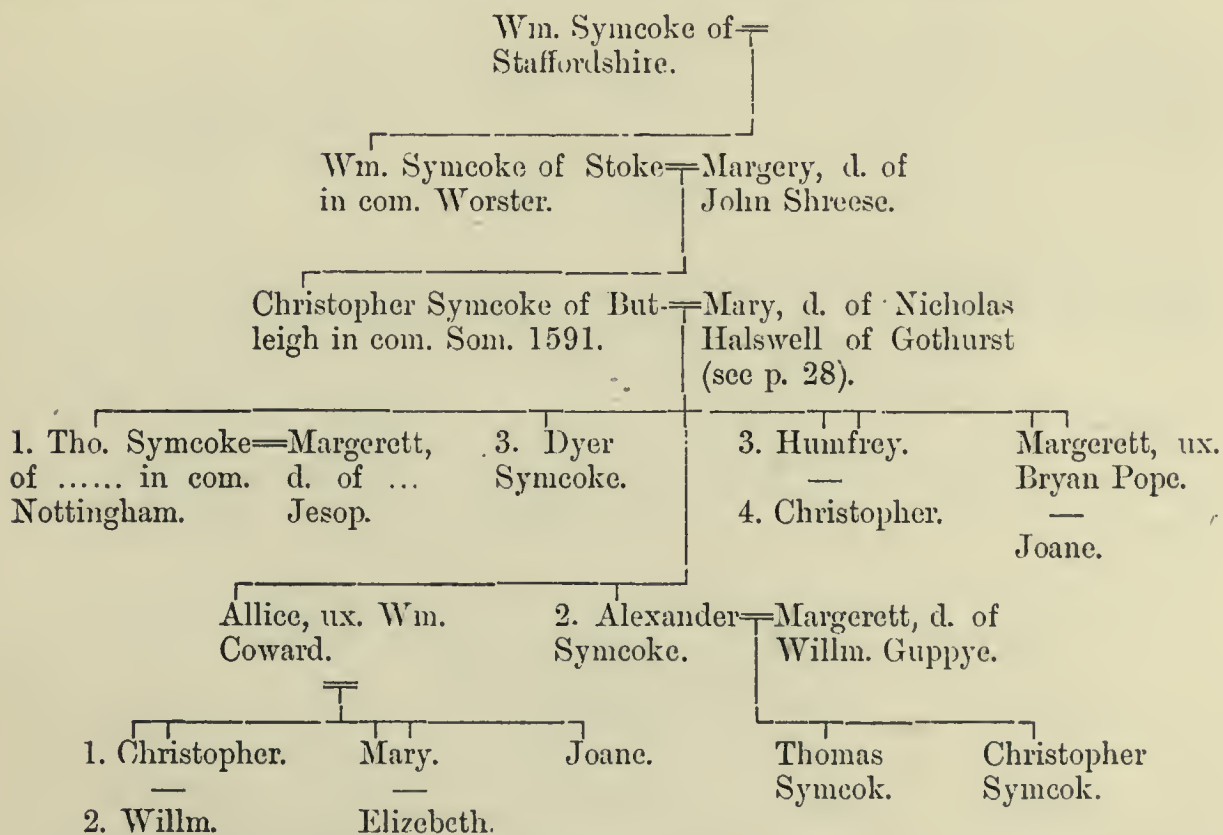 Wm. Symcoke of
Staffordshire.
Wm. Symcoke of Stoke
in com. Worster.
Margery, d. of
John Shreese.
Christopher Symcoke of But-
leigh in com. Som. 1591.
Mary, d. of Nicholas
Halswell of Gothurst
(see p. 28).
1. Tho. Symcoke
of ...... in com.
Nottingham.
Margerett,
d. of ...
Jesop.
3. Dyer
Symcoke.
3. Humfrey.
—
4. Christopher.
Margerett, ux.
Bryan Pope.
—
Joane.
Allice, ux. Wm.
Coward.
2. Alexander
Symcoke.
Margerett, d. of
Willm. Guppye.
1. Christopher.
—
2. Willm.
Mary.
—
Elizebeth.
Joane.
Thomas
Symcok.
Christopher
Symcok.